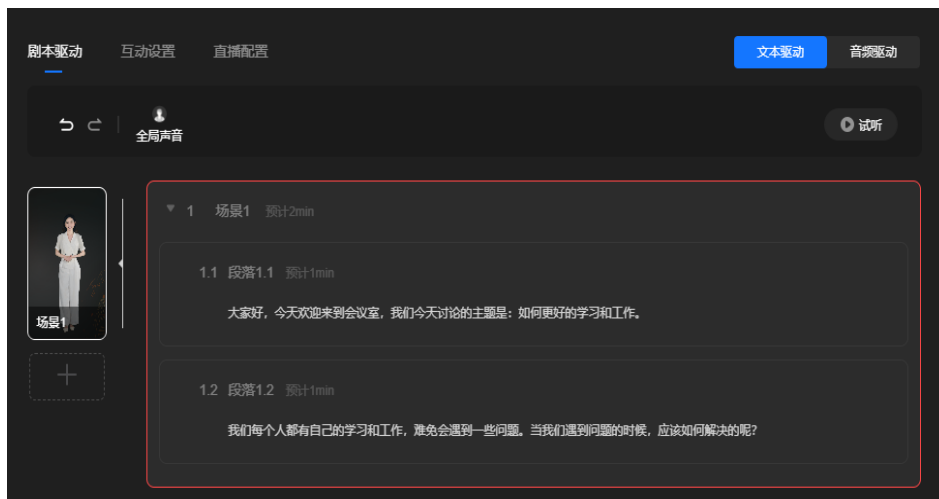 剧本驱动 互动设置 直播配置 文本驱动 音频驱动
全局声音 试听
1 场景1 预计2min
1.1 段落1.1 预计1min
大家好，今天欢迎来到会议室，我们今天讨论的主题是：如何更好的学习和工作。
场景1
1.2 段落1.2 预计1min
我们每个人都有自己的学习和工作，难免会遇到一些问题。当我们遇到问题的时候，应该如何解决的呢？